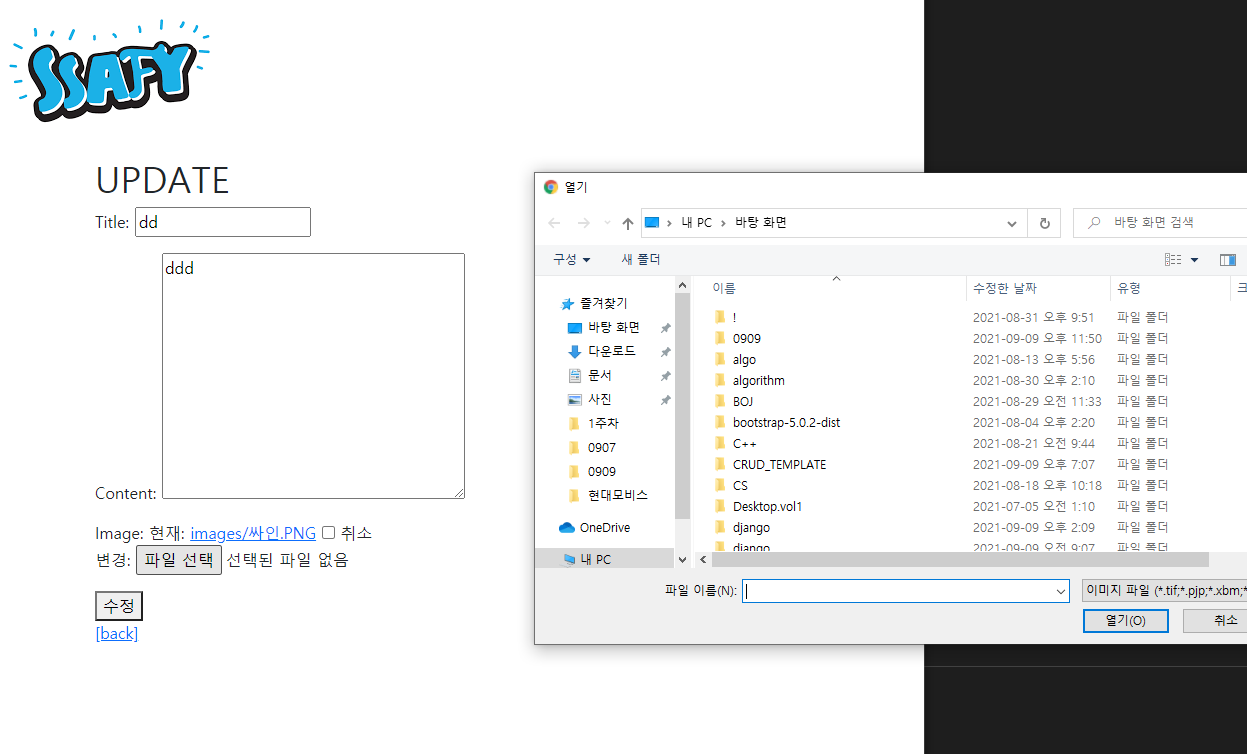 SSAFY
UPDATE
Title: dd
ddd
Content:
Image: 현재: images/싸인.PNG 취소
변경: 파일 선택 선택된 파일 없음
수정
[back]
열기
내 PC 바탕 화면
바탕 화면 검색
구성 새 폴더
즐겨찾기
바탕 화면
다운로드
문서
사진
1주차
0907
0909
현대모비스
OneDrive
내 PC
이름 수정한 날짜 유형 크
! 2021-08-31 오후 9:51 파일 폴더
0909 2021-09-09 오후 11:50 파일 폴더
algo 2021-08-13 오후 5:56 파일 폴더
algorithm 2021-08-30 오후 2:10 파일 폴더
BOJ 2021-08-29 오전 11:33 파일 폴더
bootstrap-5.0.2-dist 2021-08-04 오후 2:20 파일 폴더
C++ 2021-08-21 오전 9:44 파일 폴더
CRUD_TEMPLATE 2021-09-09 오후 7:07 파일 폴더
CS 2021-08-18 오후 10:18 파일 폴더
Desktop.vol1 2021-07-05 오전 1:10 파일 폴더
django 2021-09-09 오후 2:09 파일 폴더
django 2021-09-09 오전 9:07 파일 폴더
파일 이름(N): 이미지 파일 (*.tif;*.pjp;*.xbm;*
열기(O) 취소